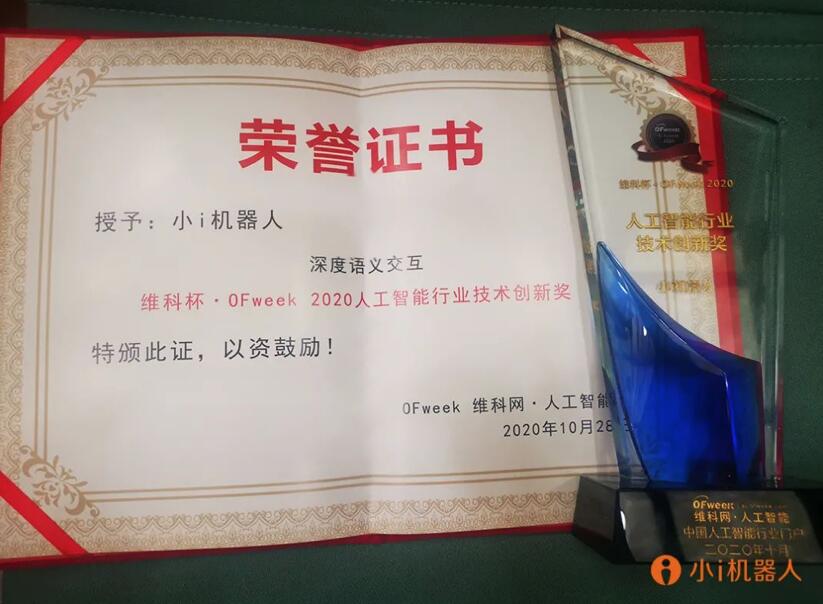 荣誉证书
授予：小i机器人
深度语义交互
维科杯·OFweek 2020人工智能行业技术创新奖
特颁此证，以资鼓励！
OFweek 维科网·人工智能
2020年10月28日
OFweek
维科杯·OFweek 2020
人工智能行业
技术创新奖
OFweek
维科网·人工智能
中国人工智能行业门户
二〇二〇年十月
小i机器人